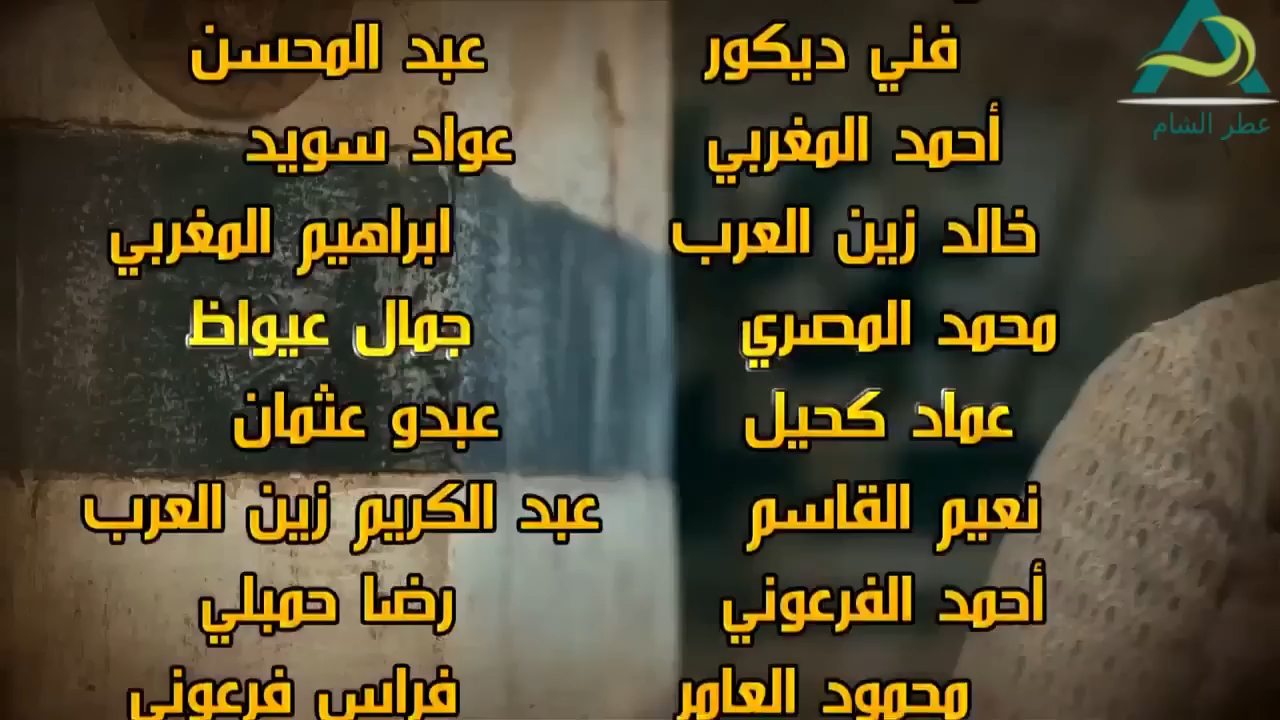 فني ديكور
عبد المحسن
أحمد المغربي
عواد سويد
خالد زين العرب
ابراهيم المغربي
محمد المصري
جمال عيواظ
عماد كحيل
عبدو عثمان
نعيم القاسم
عبد الكريم زين العرب
أحمد الفرعوني
رضا حمبلي
محمود العامر
فراس فرعوني
عطر الشام